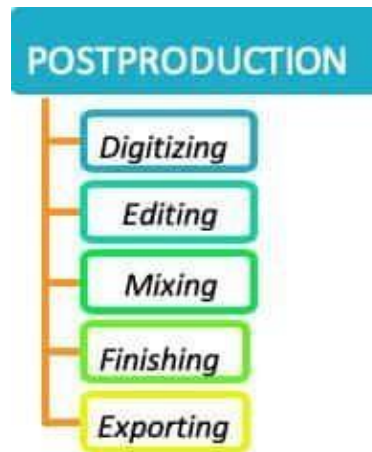 POSTPRODUCTION
Digitizing
Editing
Mixing
Finishing
Exporting